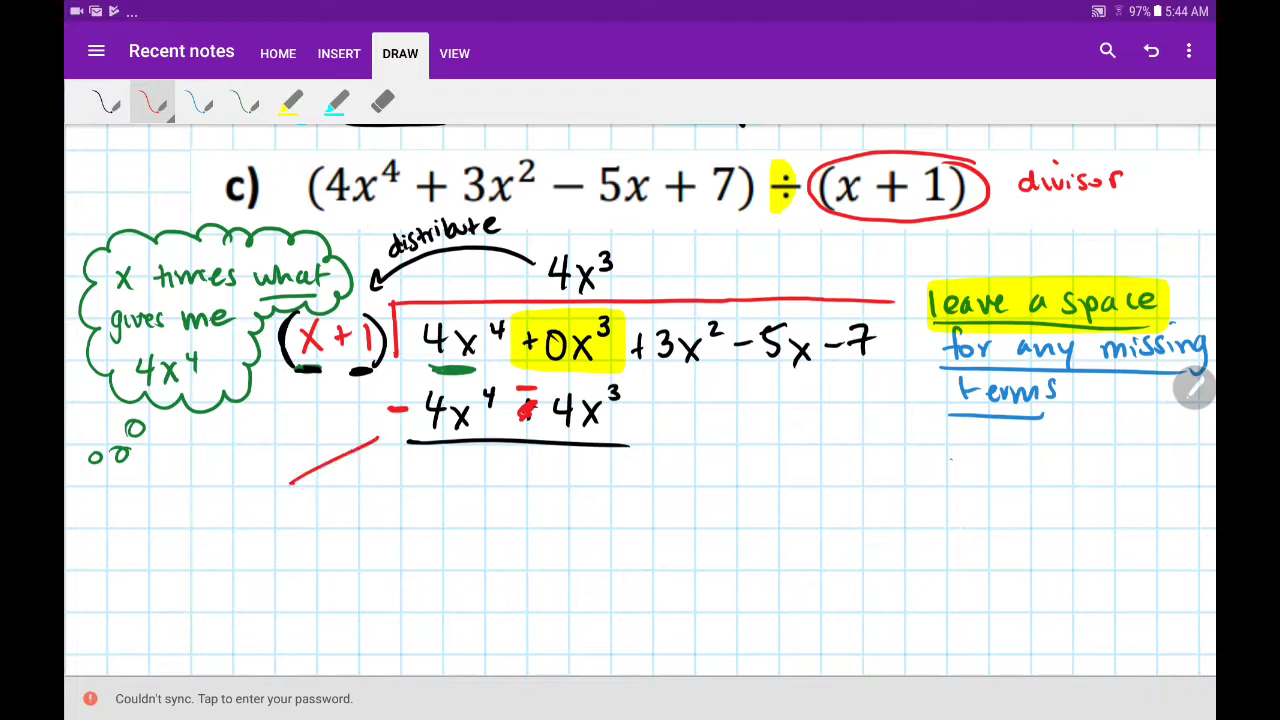 ... 97% 5:44 AM
Recent notes HOME INSERT DRAW VIEW
c) (4x⁴ + 3x² − 5x + 7) ÷ (x + 1) divisor
distribute
4x³
x times what
gives me
4x⁴
(x + 1) 4x⁴ + 0x³ + 3x² − 5x − 7
− 4x⁴ − 4x³
leave a space
for any missing
terms
Couldn't sync. Tap to enter your password.